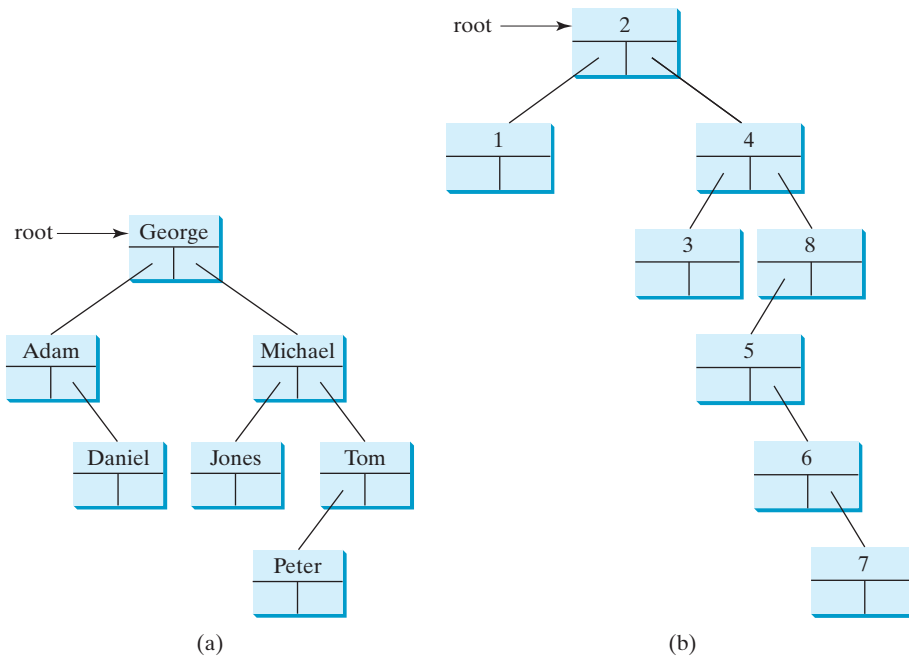 root
2
1
4
3
8
5
6
7
(b)
root
George
Adam
Michael
Daniel
Jones
Tom
Peter
(a)